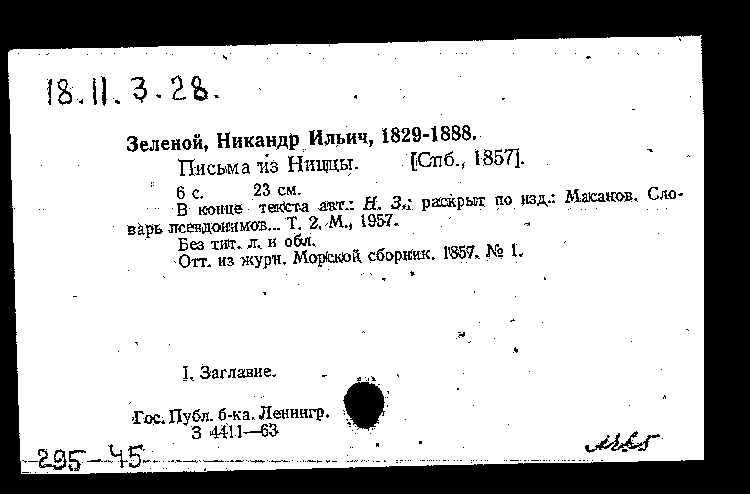 18.11.3.28.
Зеленой, Никандр Ильич, 1829-1888.
Письма из Ниццы. [Спб., 1857].
6 с. 23 см.
В конце текста авт.: Н. З.; раскрыт по изд.: Масанов. Сло-
варь псевдонимов... Т. 2. М., 1957.
Без тит. л. и обл.
Отт. из журн. Морской сборник. 1857. № 1.
I. Заглавие.
Гос. Публ. б-ка. Ленингр.
З 4411—63
295-45